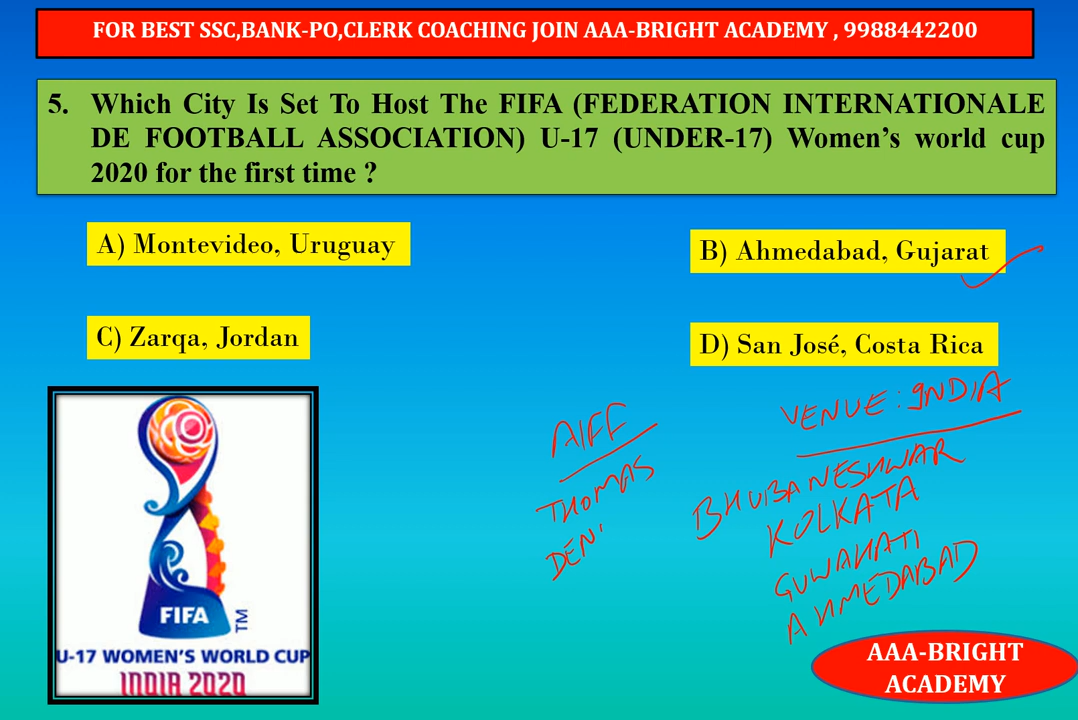 FOR BEST SSC,BANK-PO,CLERK COACHING JOIN AAA-BRIGHT ACADEMY , 9988442200
5. Which City Is Set To Host The FIFA (FEDERATION INTERNATIONALE
DE FOOTBALL ASSOCIATION) U-17 (UNDER-17) Women’s world cup
2020 for the first time ?
A) Montevideo, Uruguay
B) Ahmedabad, Gujarat
C) Zarqa, Jordan
D) San José, Costa Rica
VENUE : INDIA
BHUBANESHWAR
KOLKATA
GUWAHATI
AHMEDABAD
AIFF
THOMAS
DEN
FIFA
TM
U-17 WOMEN’S WORLD CUP
INDIA 2020
AAA-BRIGHT
ACADEMY